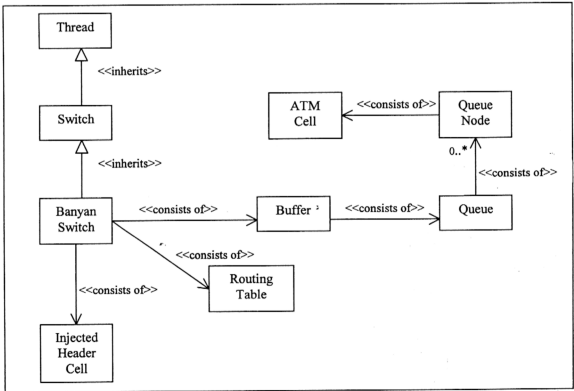 Thread
<<inherits>>
Switch
<<inherits>>
Banyan
Switch
<<consists of>>
Buffer
<<consists of>>
Queue
<<consists of>>
0..*
Queue
Node
<<consists of>>
ATM
Cell
<<consists of>>
Routing
Table
<<consists of>>
Injected
Header
Cell